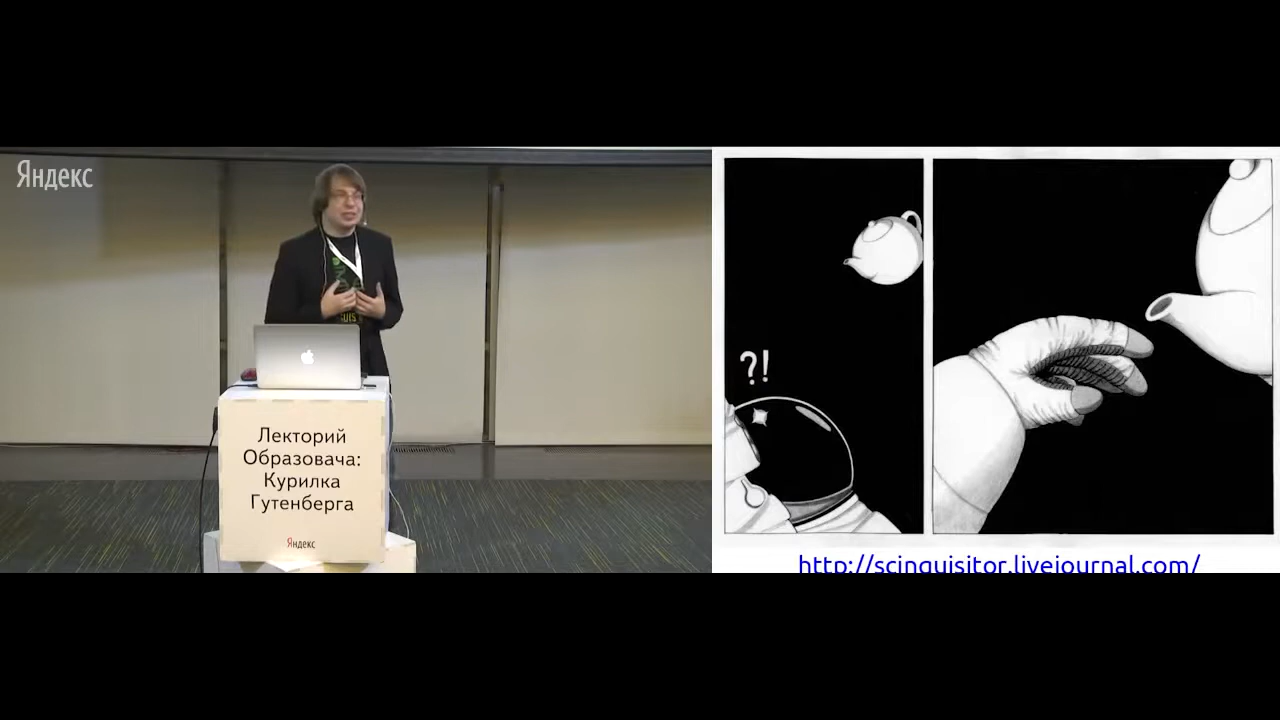 Яндекс
Лекторий
Образовача:
Курилка
Гутенберга
Яндекс
?!
http://scinquisitor.livejournal.com/